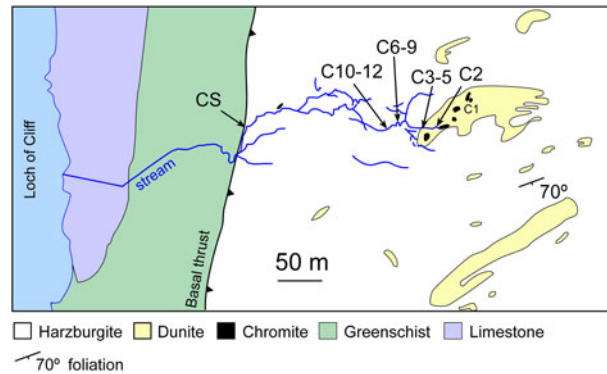 C6-9
C10-12
C3-5
C2
CS
C1
Loch of Cliff
stream
Basal thrust
70º
50 m
Harzburgite
Dunite
Chromite
Greenschist
Limestone
70º foliation